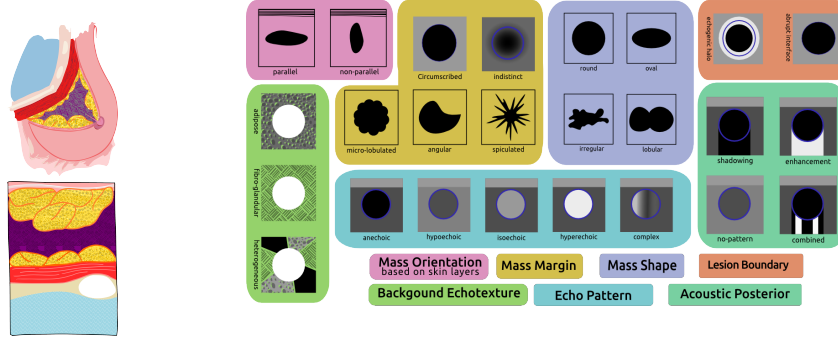 parallel
non-parallel
Circumscribed
indistinct
round
oval
echogenic halo
abrupt interface
adipose
micro-lobulated
angular
spiculated
irregular
lobular
shadowing
enhancement
fibro-glandular
anechoic
hypoechoic
isoechoic
hyperechoic
complex
no-pattern
combined
heterogeneous
Mass Orientation
based on skin layers
Mass Margin
Mass Shape
Lesion Boundary
Backgound Echotexture
Echo Pattern
Acoustic Posterior